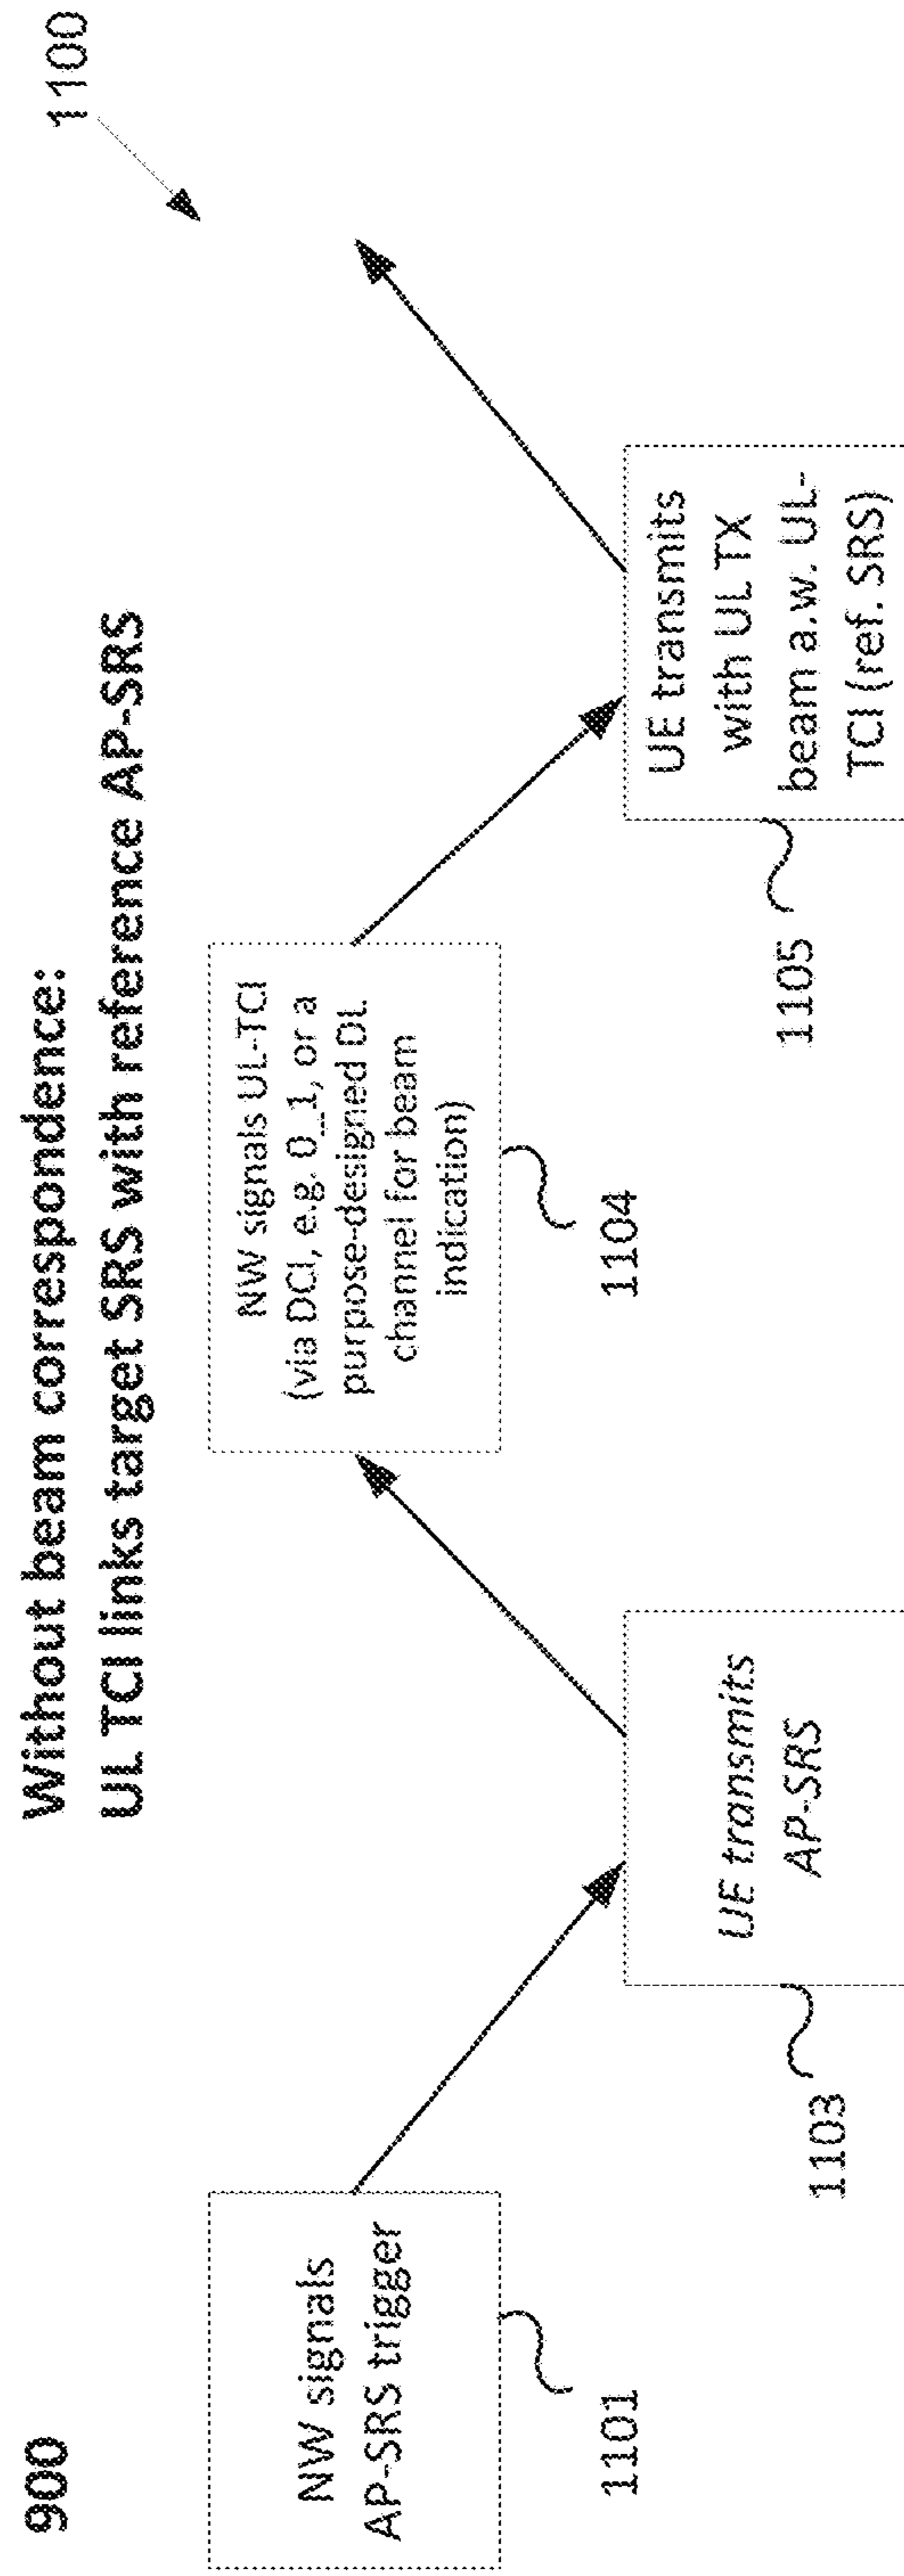 900
Without beam correspondence:
UL TCI links target SRS with reference AP-SRS
1100
NW signals
AP-SRS trigger
1101
UE transmits
AP-SRS
1103
NW signals UL-TCI
(via DCI, e.g. 0_1, or a
purpose-designed DL
channel for beam
indication)
1104
UE transmits
with UL TX
beam a.w. UL-
TCI (ref. SRS)
1105